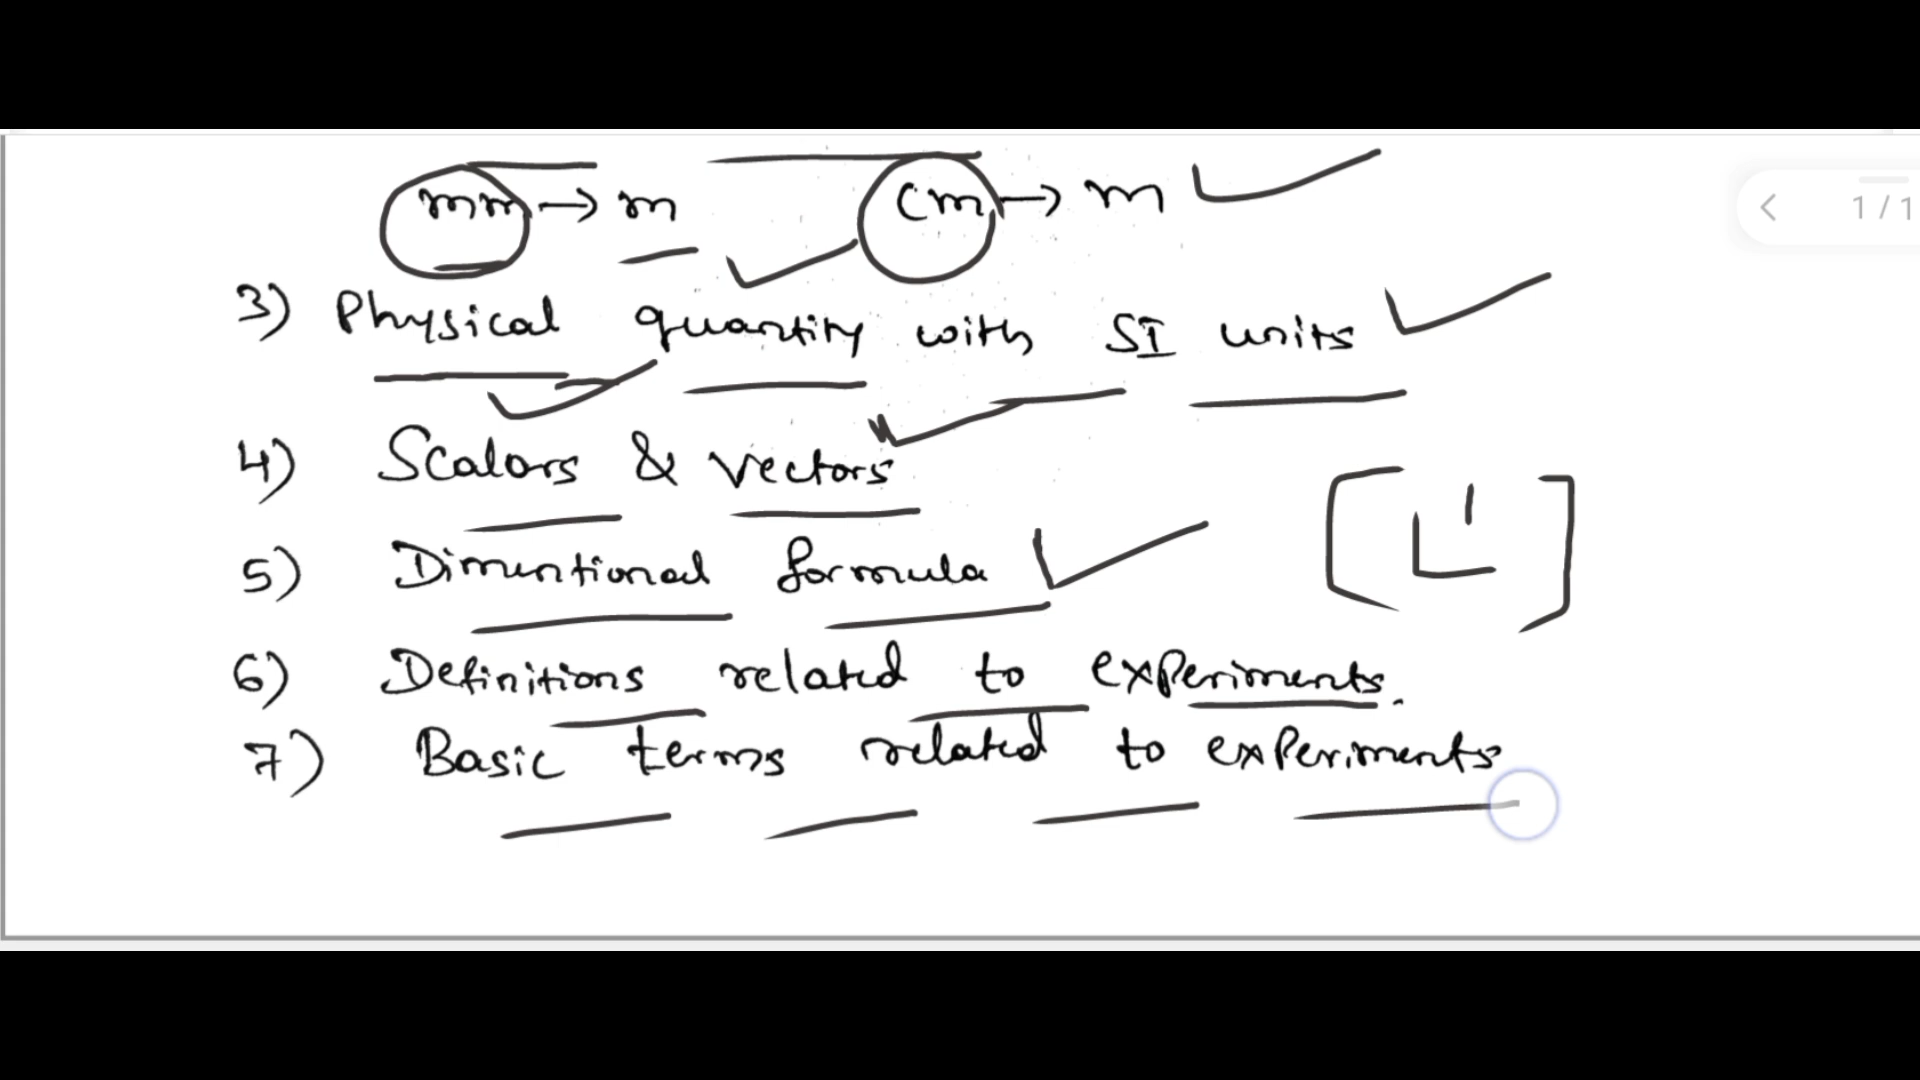 mm → m cm → m
1 / 1
3) Physical quantity with SI units
4) Scalars & vectors
[L¹]
5) Dimentional formula
6) Definitions related to experiments.
7) Basic terms related to experiments